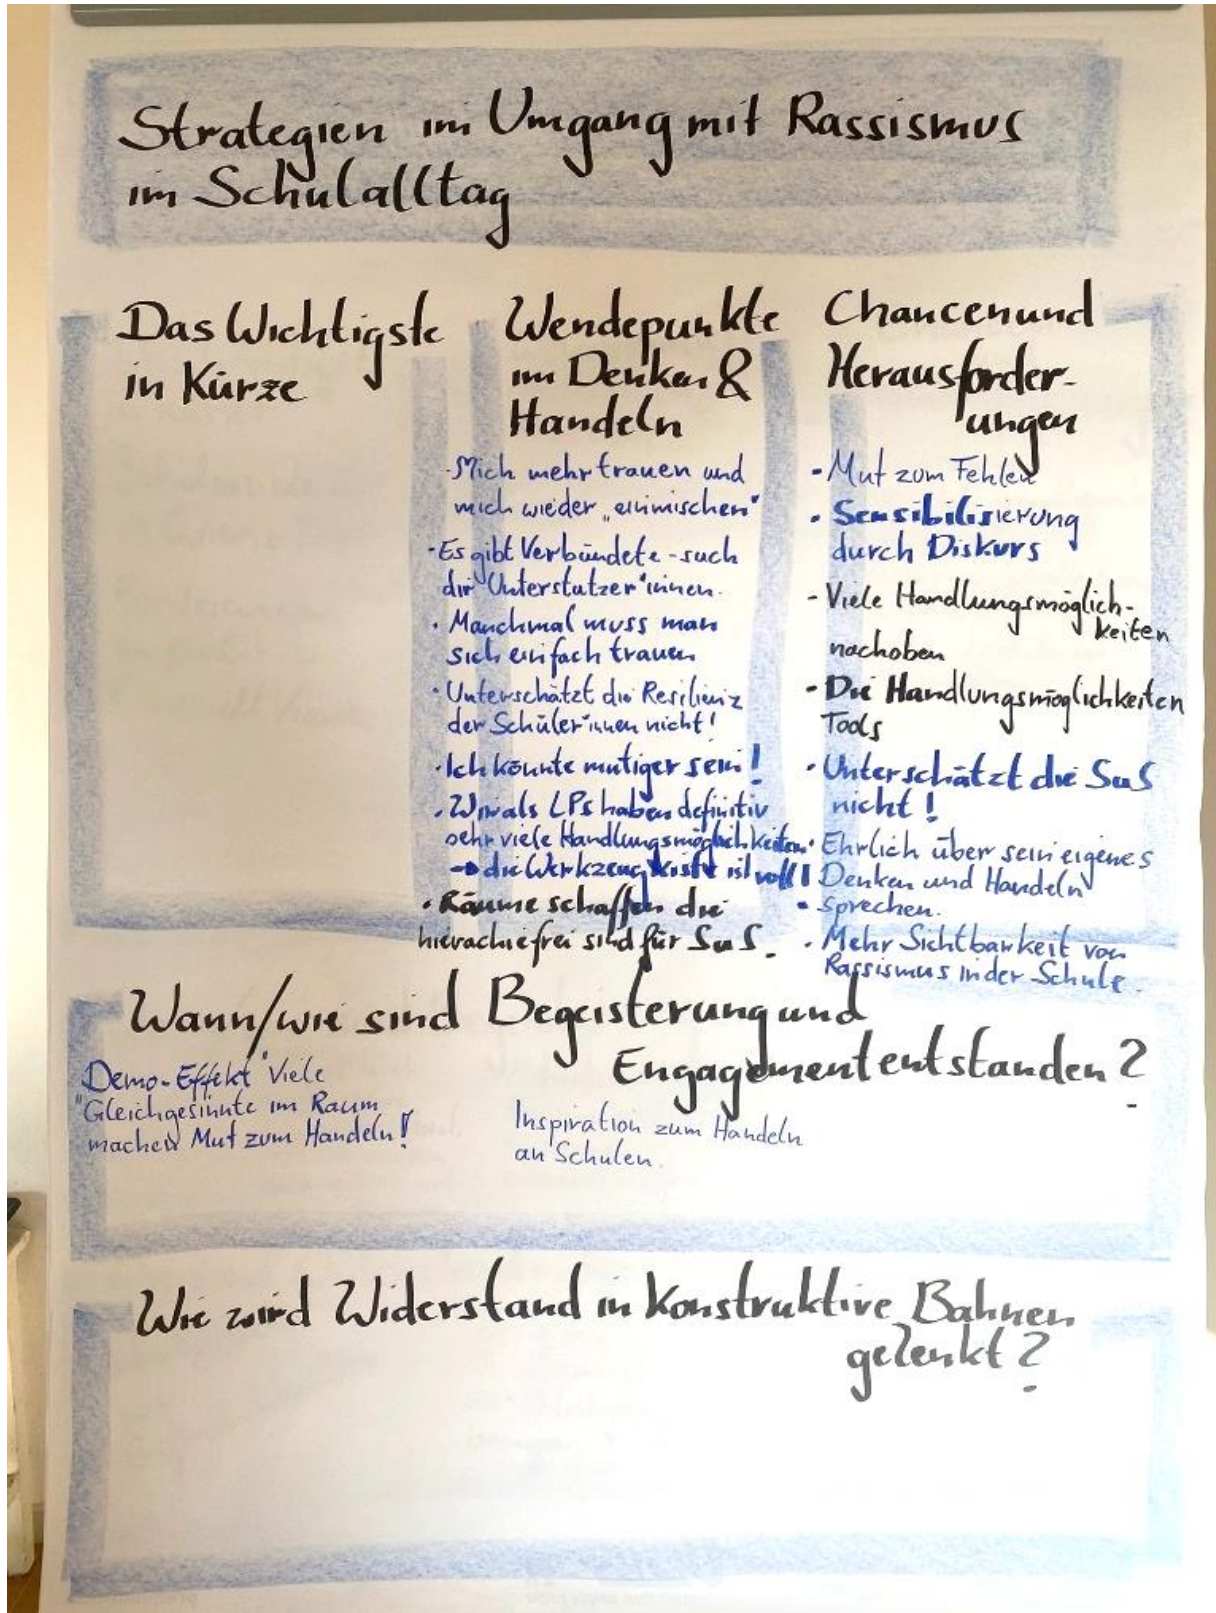 Strategien im Umgang mit Rassismus
im Schulalltag
Das Wichtigste
in Kürze
Wendepunkte
im Denken &
Handeln
- Mich mehr trauen und
mich wieder „einmischen"
- Es gibt Verbündete - such
dir Unterstützer*innen.
• Manchmal muss man
sich einfach trauen
• Unterschätzt die Resilienz
der Schüler*innen nicht!
• Ich könnte mutiger sein!
• Wir als LPs haben definitiv
sehr viele Handlungsmöglichkeiten
→ die Werkzeugkiste ist voll!
• Räume schaffen die
hierachiefrei sind für SuS.
Chancen und
Herausforder-
ungen
- Mut zum Fehler
• Sensibilisierung
durch Diskurs
- Viele Handlungsmöglich-
keiten
nachoben
- Die Handlungsmöglichkeiten
Tools
• Unterschätzt die SuS
nicht!
• Ehrlich über sein eigenes
Denken und Handeln
• sprechen.
• Mehr Sichtbarkeit von
Rassismus in der Schule.
Wann/wie sind Begeisterung und
Engagement entstanden?
Demo-Effekt" Viele
"Gleichgesinnte im Raum
machen Mut zum Handeln!
Inspiration zum Handeln
an Schulen.
Wie wird Widerstand in konstruktive Bahnen
gelenkt?